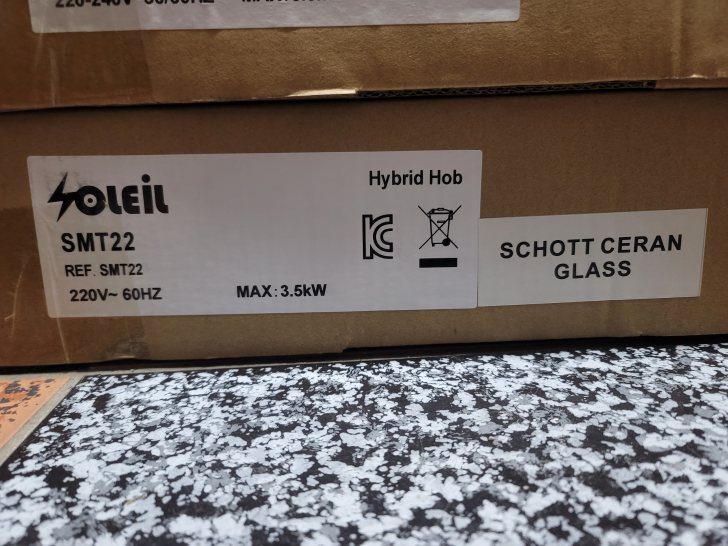 SOLEIL
SMT22
REF. SMT22
220V~ 60HZ
MAX: 3.5kW
Hybrid Hob
SCHOTT CERAN
GLASS